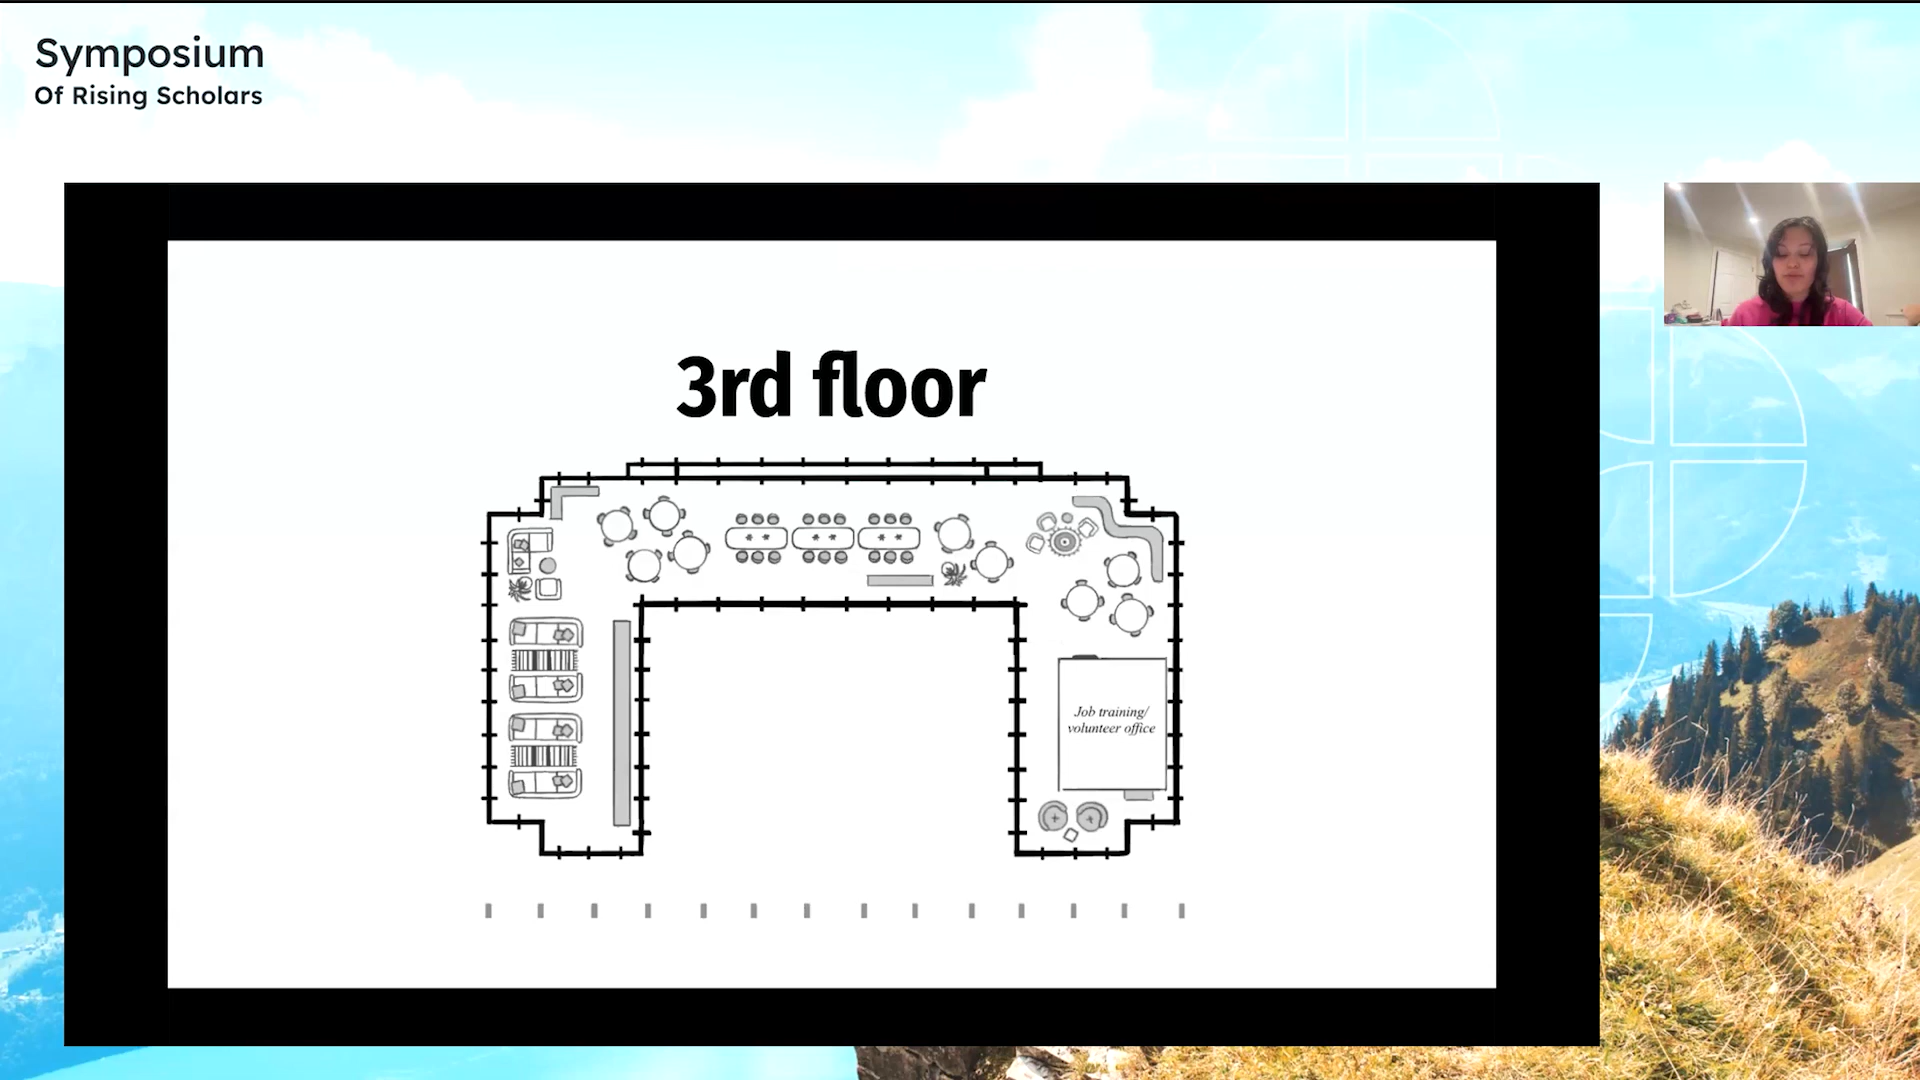 Symposium
Of Rising Scholars
3rd floor
Job training/
volunteer office